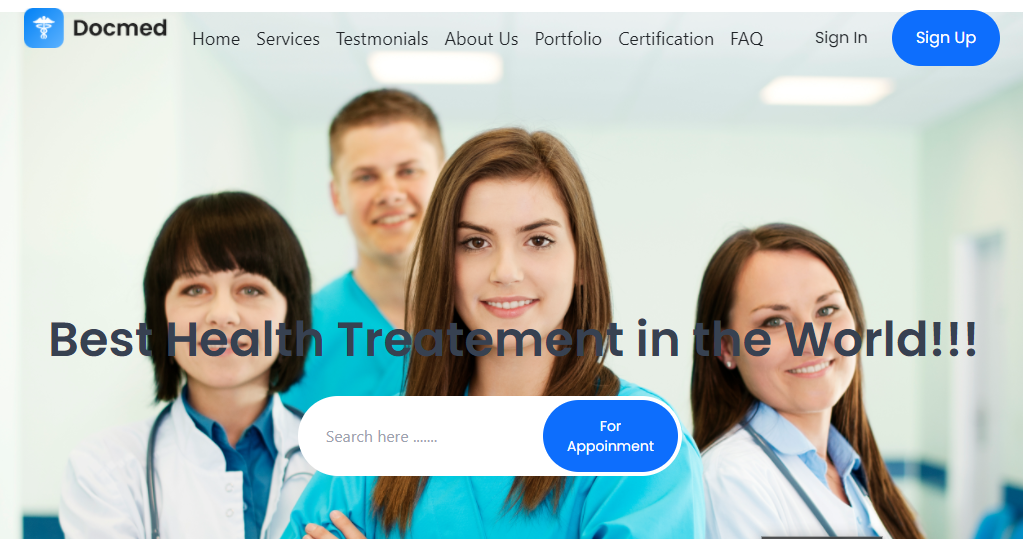 Docmed
Home Services Testmonials About Us Portfolio Certification FAQ Sign In Sign Up
Best Health Treatement in the World!!!
Search here .......
For
Appoinment